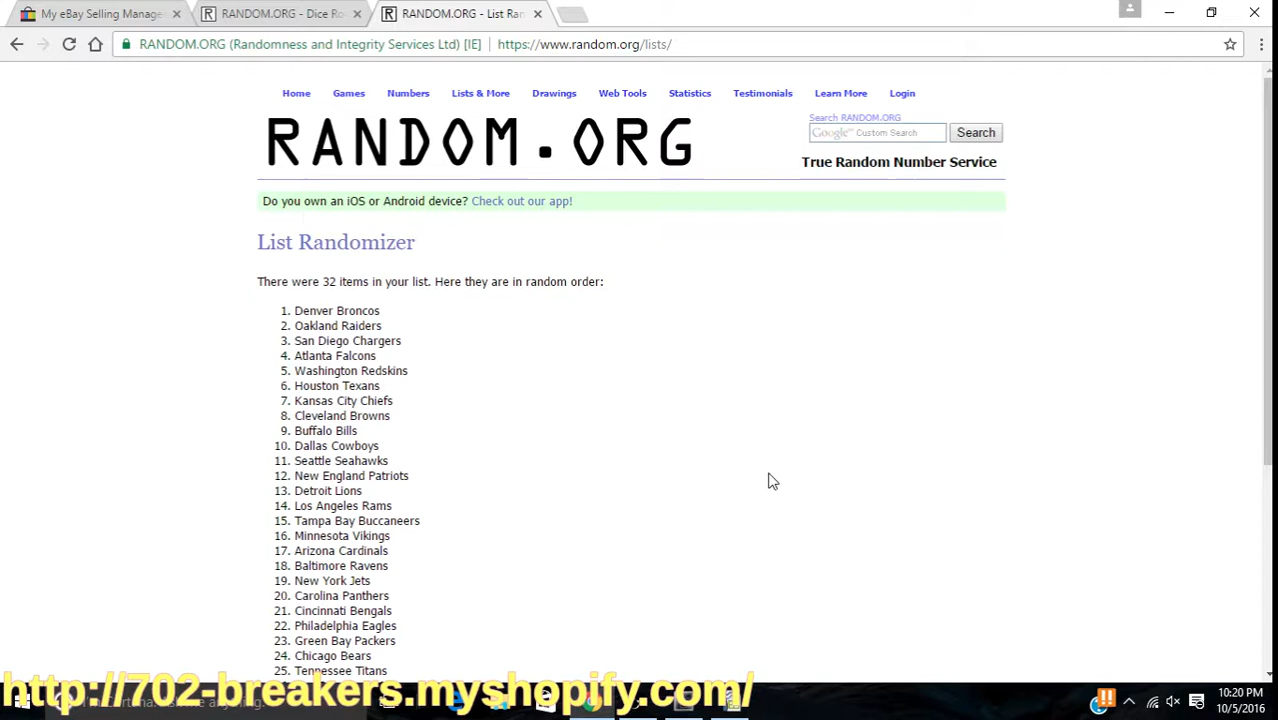 My eBay Selling Manage
RANDOM.ORG - Dice Ro
RANDOM.ORG - List Ran
RANDOM.ORG (Randomness and Integrity Services Ltd) [IE]
https://www.random.org/lists/
Home Games Numbers Lists & More Drawings Web Tools Statistics Testimonials Learn More Login
RANDOM.ORG
Search RANDOM.ORG
Google Custom Search
Search
True Random Number Service
Do you own an iOS or Android device? Check out our app!
List Randomizer
There were 32 items in your list. Here they are in random order:
1. Denver Broncos
2. Oakland Raiders
3. San Diego Chargers
4. Atlanta Falcons
5. Washington Redskins
6. Houston Texans
7. Kansas City Chiefs
8. Cleveland Browns
9. Buffalo Bills
10. Dallas Cowboys
11. Seattle Seahawks
12. New England Patriots
13. Detroit Lions
14. Los Angeles Rams
15. Tampa Bay Buccaneers
16. Minnesota Vikings
17. Arizona Cardinals
18. Baltimore Ravens
19. New York Jets
20. Carolina Panthers
21. Cincinnati Bengals
22. Philadelphia Eagles
23. Green Bay Packers
24. Chicago Bears
25. Tennessee Titans
http://702-breakers.myshopify.com/
10:20 PM
10/5/2016